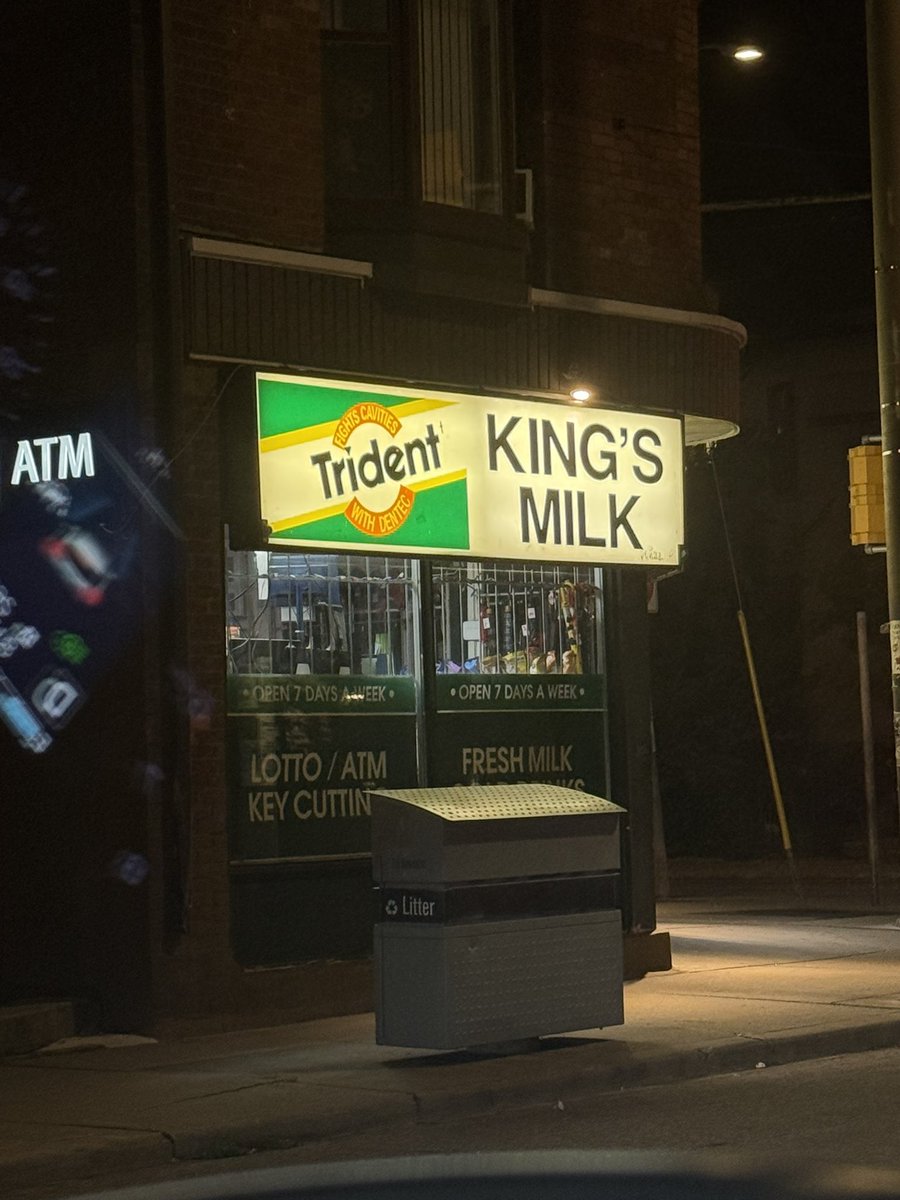 ATM
FIGHTS CAVITIES
Trident
WITH DENTEC
KING'S
MILK
• OPEN 7 DAYS A WEEK •
LOTTO / ATM
KEY CUTTIN
• OPEN 7 DAYS A WEEK •
FRESH MILK
Litter